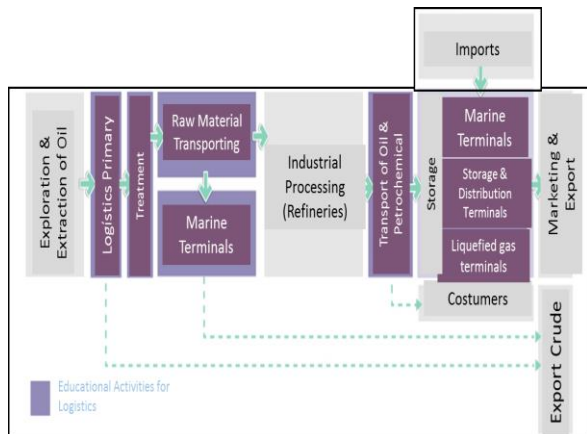 Imports
Exploration &
Extraction of Oil
Logistics Primary
Treatment
Raw Material
Transporting
Marine
Terminals
Industrial
Processing
(Refineries)
Transport of Oil &
Petrochemical
Storage
Marine
Terminals
Storage &
Distribution
Terminals
Liquefied gas
terminals
Marketing &
Export
Costumers
Export Crude
Educational Activities for
Logistics